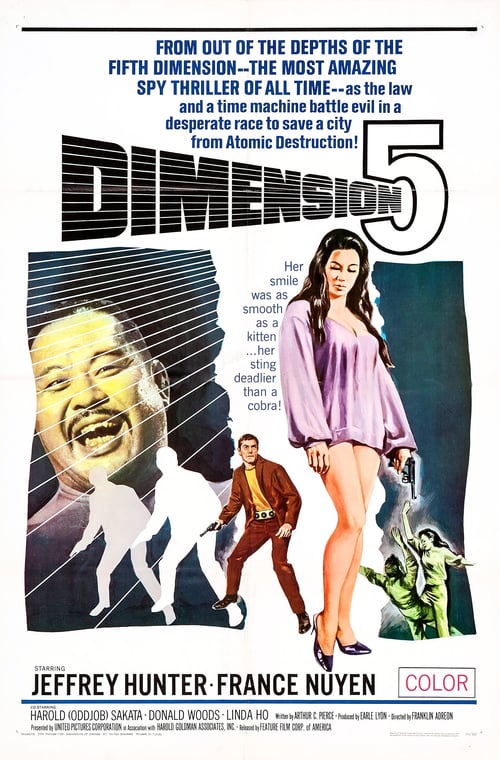 FROM OUT OF THE DEPTHS OF THE
FIFTH DIMENSION--THE MOST AMAZING
SPY THRILLER OF ALL TIME--as the law
and a time machine battle evil in a
desperate race to save a city
from Atomic Destruction!
DIMENSION 5
Her
smile
was as
smooth
as a
kitten
...her
sting
deadlier
than a
cobra!
STARRING
JEFFREY HUNTER · FRANCE NUYEN
COLOR
CO-STARRING
HAROLD (ODDJOB) SAKATA · DONALD WOODS · LINDA HO
Written by ARTHUR C. PIERCE · Produced by EARLE LYON · Directed by FRANKLIN ADREON
Presented by UNITED PICTURES CORPORATION in Association with HAROLD GOLDMAN ASSOCIATES, INC. · Released by FEATURE FILM CORP. of AMERICA